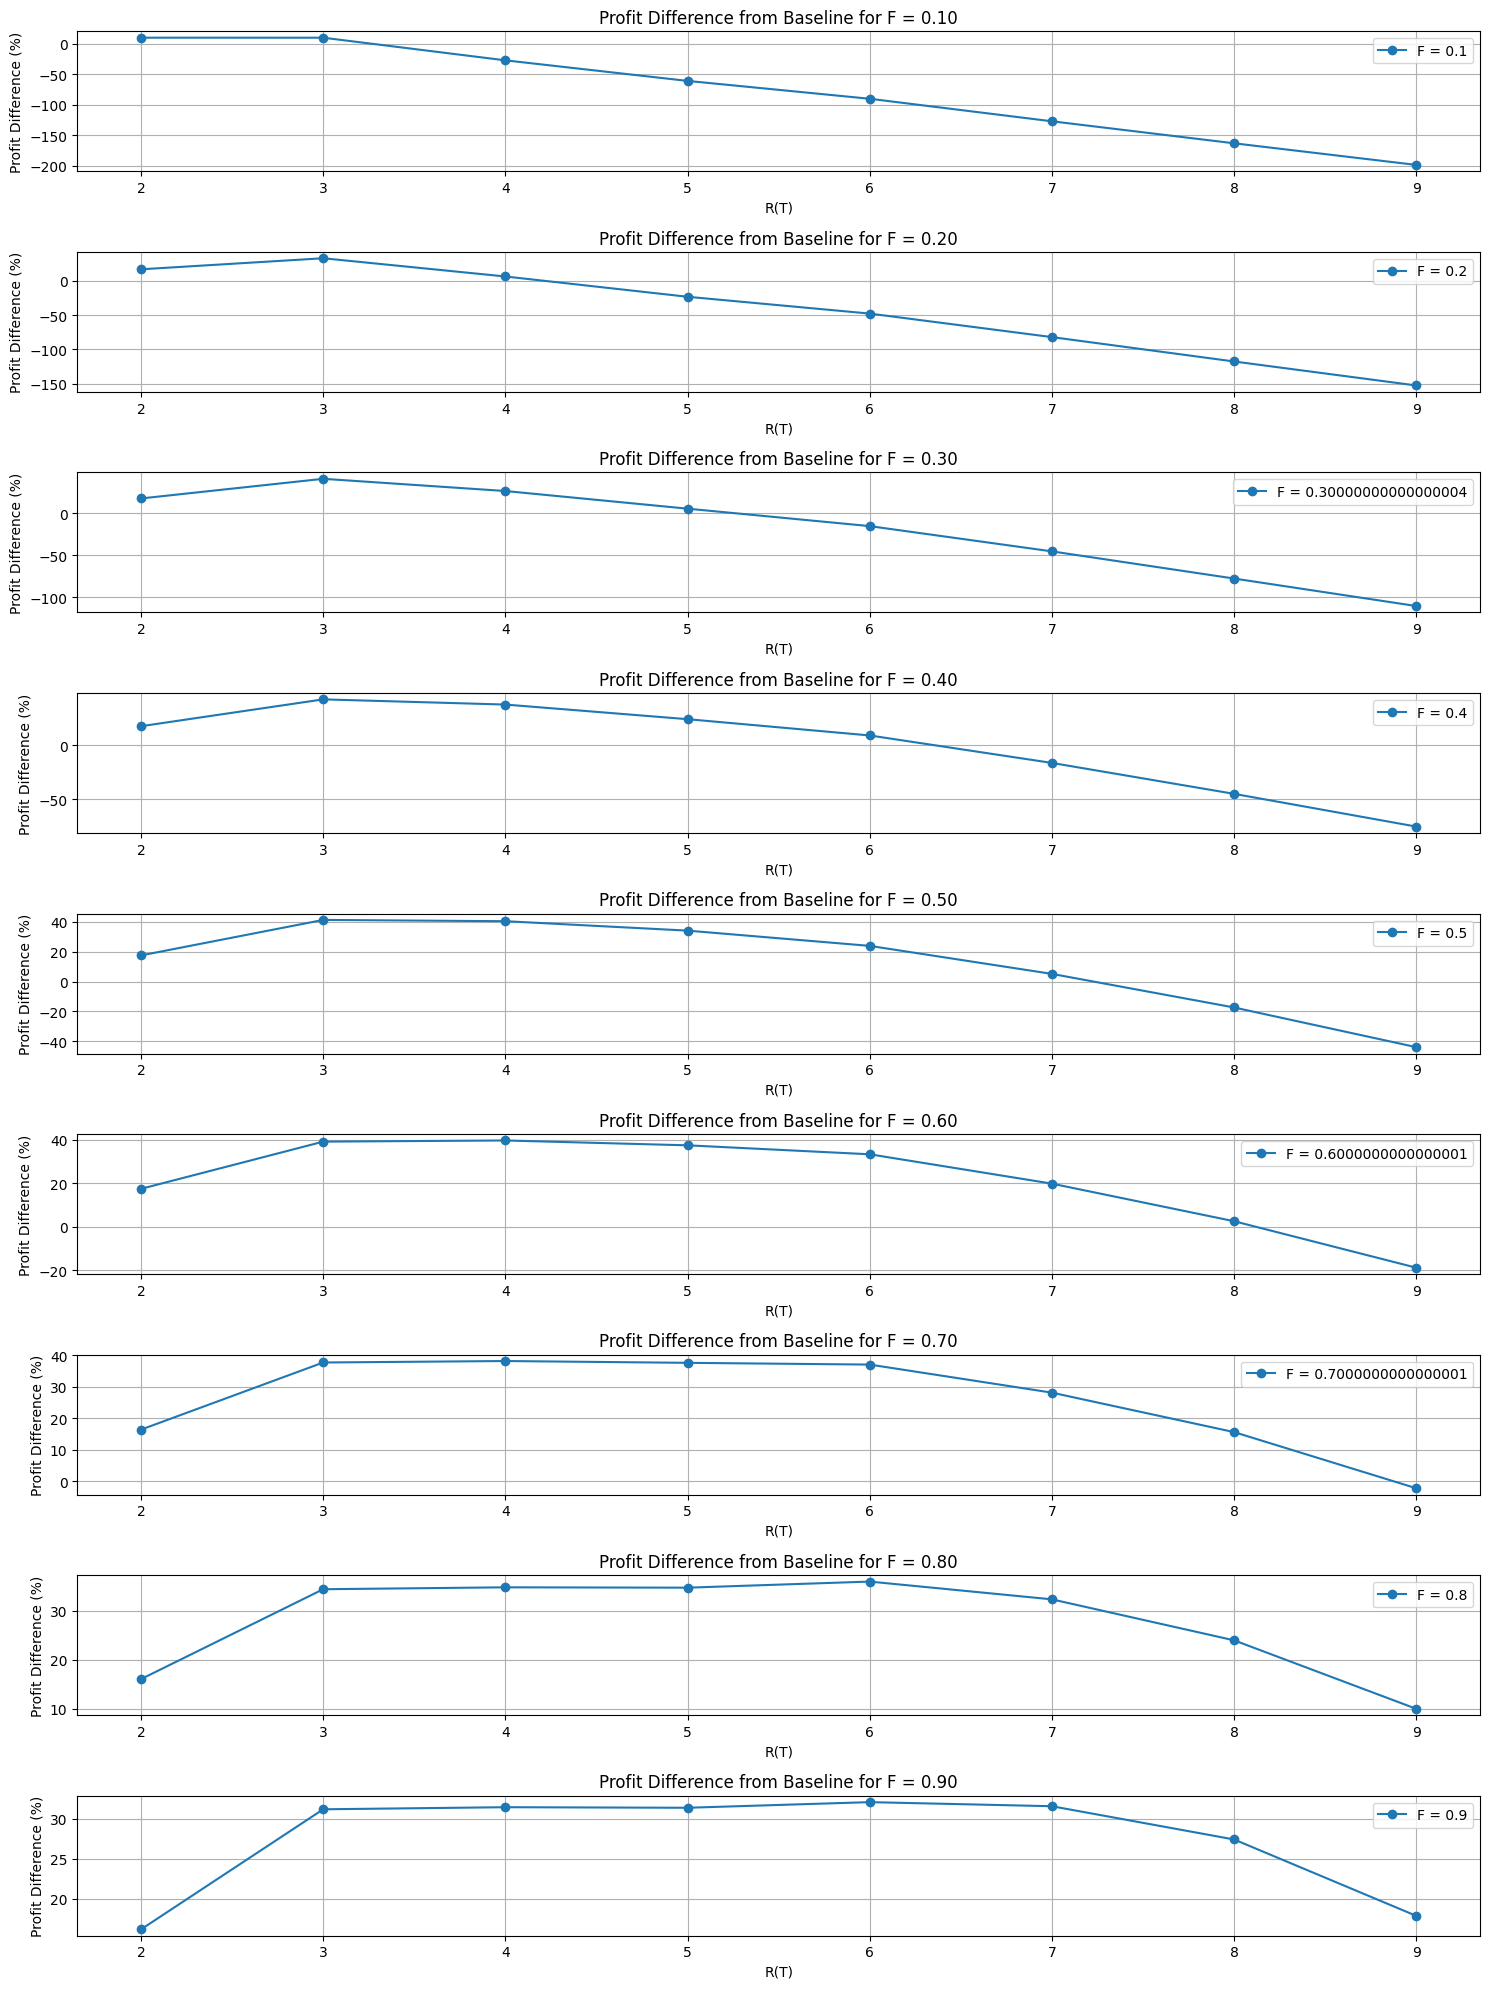 Profit Difference from Baseline for F = 0.10
Profit Difference (%)
0
−50
−100
−150
−200
F = 0.1
2 3 4 5 6 7 8 9
R(T)
Profit Difference from Baseline for F = 0.20
Profit Difference (%)
0
−50
−100
−150
F = 0.2
2 3 4 5 6 7 8 9
R(T)
Profit Difference from Baseline for F = 0.30
Profit Difference (%)
0
−50
−100
F = 0.30000000000000004
2 3 4 5 6 7 8 9
R(T)
Profit Difference from Baseline for F = 0.40
Profit Difference (%)
0
−50
F = 0.4
2 3 4 5 6 7 8 9
R(T)
Profit Difference from Baseline for F = 0.50
Profit Difference (%)
40
20
0
−20
−40
F = 0.5
2 3 4 5 6 7 8 9
R(T)
Profit Difference from Baseline for F = 0.60
Profit Difference (%)
40
20
0
−20
F = 0.6000000000000001
2 3 4 5 6 7 8 9
R(T)
Profit Difference from Baseline for F = 0.70
Profit Difference (%)
40
30
20
10
0
F = 0.7000000000000001
2 3 4 5 6 7 8 9
R(T)
Profit Difference from Baseline for F = 0.80
Profit Difference (%)
30
20
10
F = 0.8
2 3 4 5 6 7 8 9
R(T)
Profit Difference from Baseline for F = 0.90
Profit Difference (%)
30
25
20
F = 0.9
2 3 4 5 6 7 8 9
R(T)